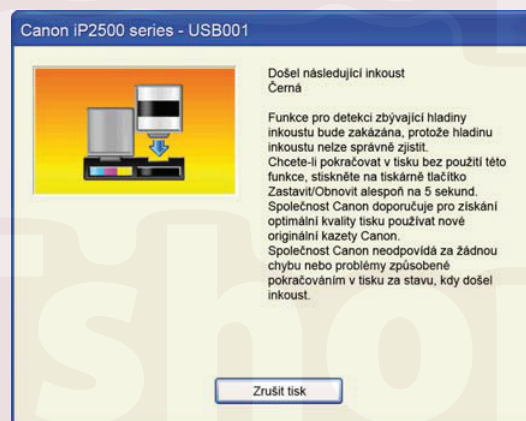 Canon iP2500 series - USB001
Došel následující inkoust
Černá
Funkce pro detekci zbývající hladiny
inkoustu bude zakázána, protože hladinu
inkoustu nelze správně zjistit.
Chcete-li pokračovat v tisku bez použití této
funkce, stiskněte na tiskárně tlačítko
Zastavit/Obnovit alespoň na 5 sekund.
Společnost Canon doporučuje pro získání
optimální kvality tisku používat nové
originální kazety Canon.
Společnost Canon neodpovídá za žádnou
chybu nebo problémy způsobené
pokračováním v tisku za stavu, kdy došel
inkoust.
Zrušit tisk